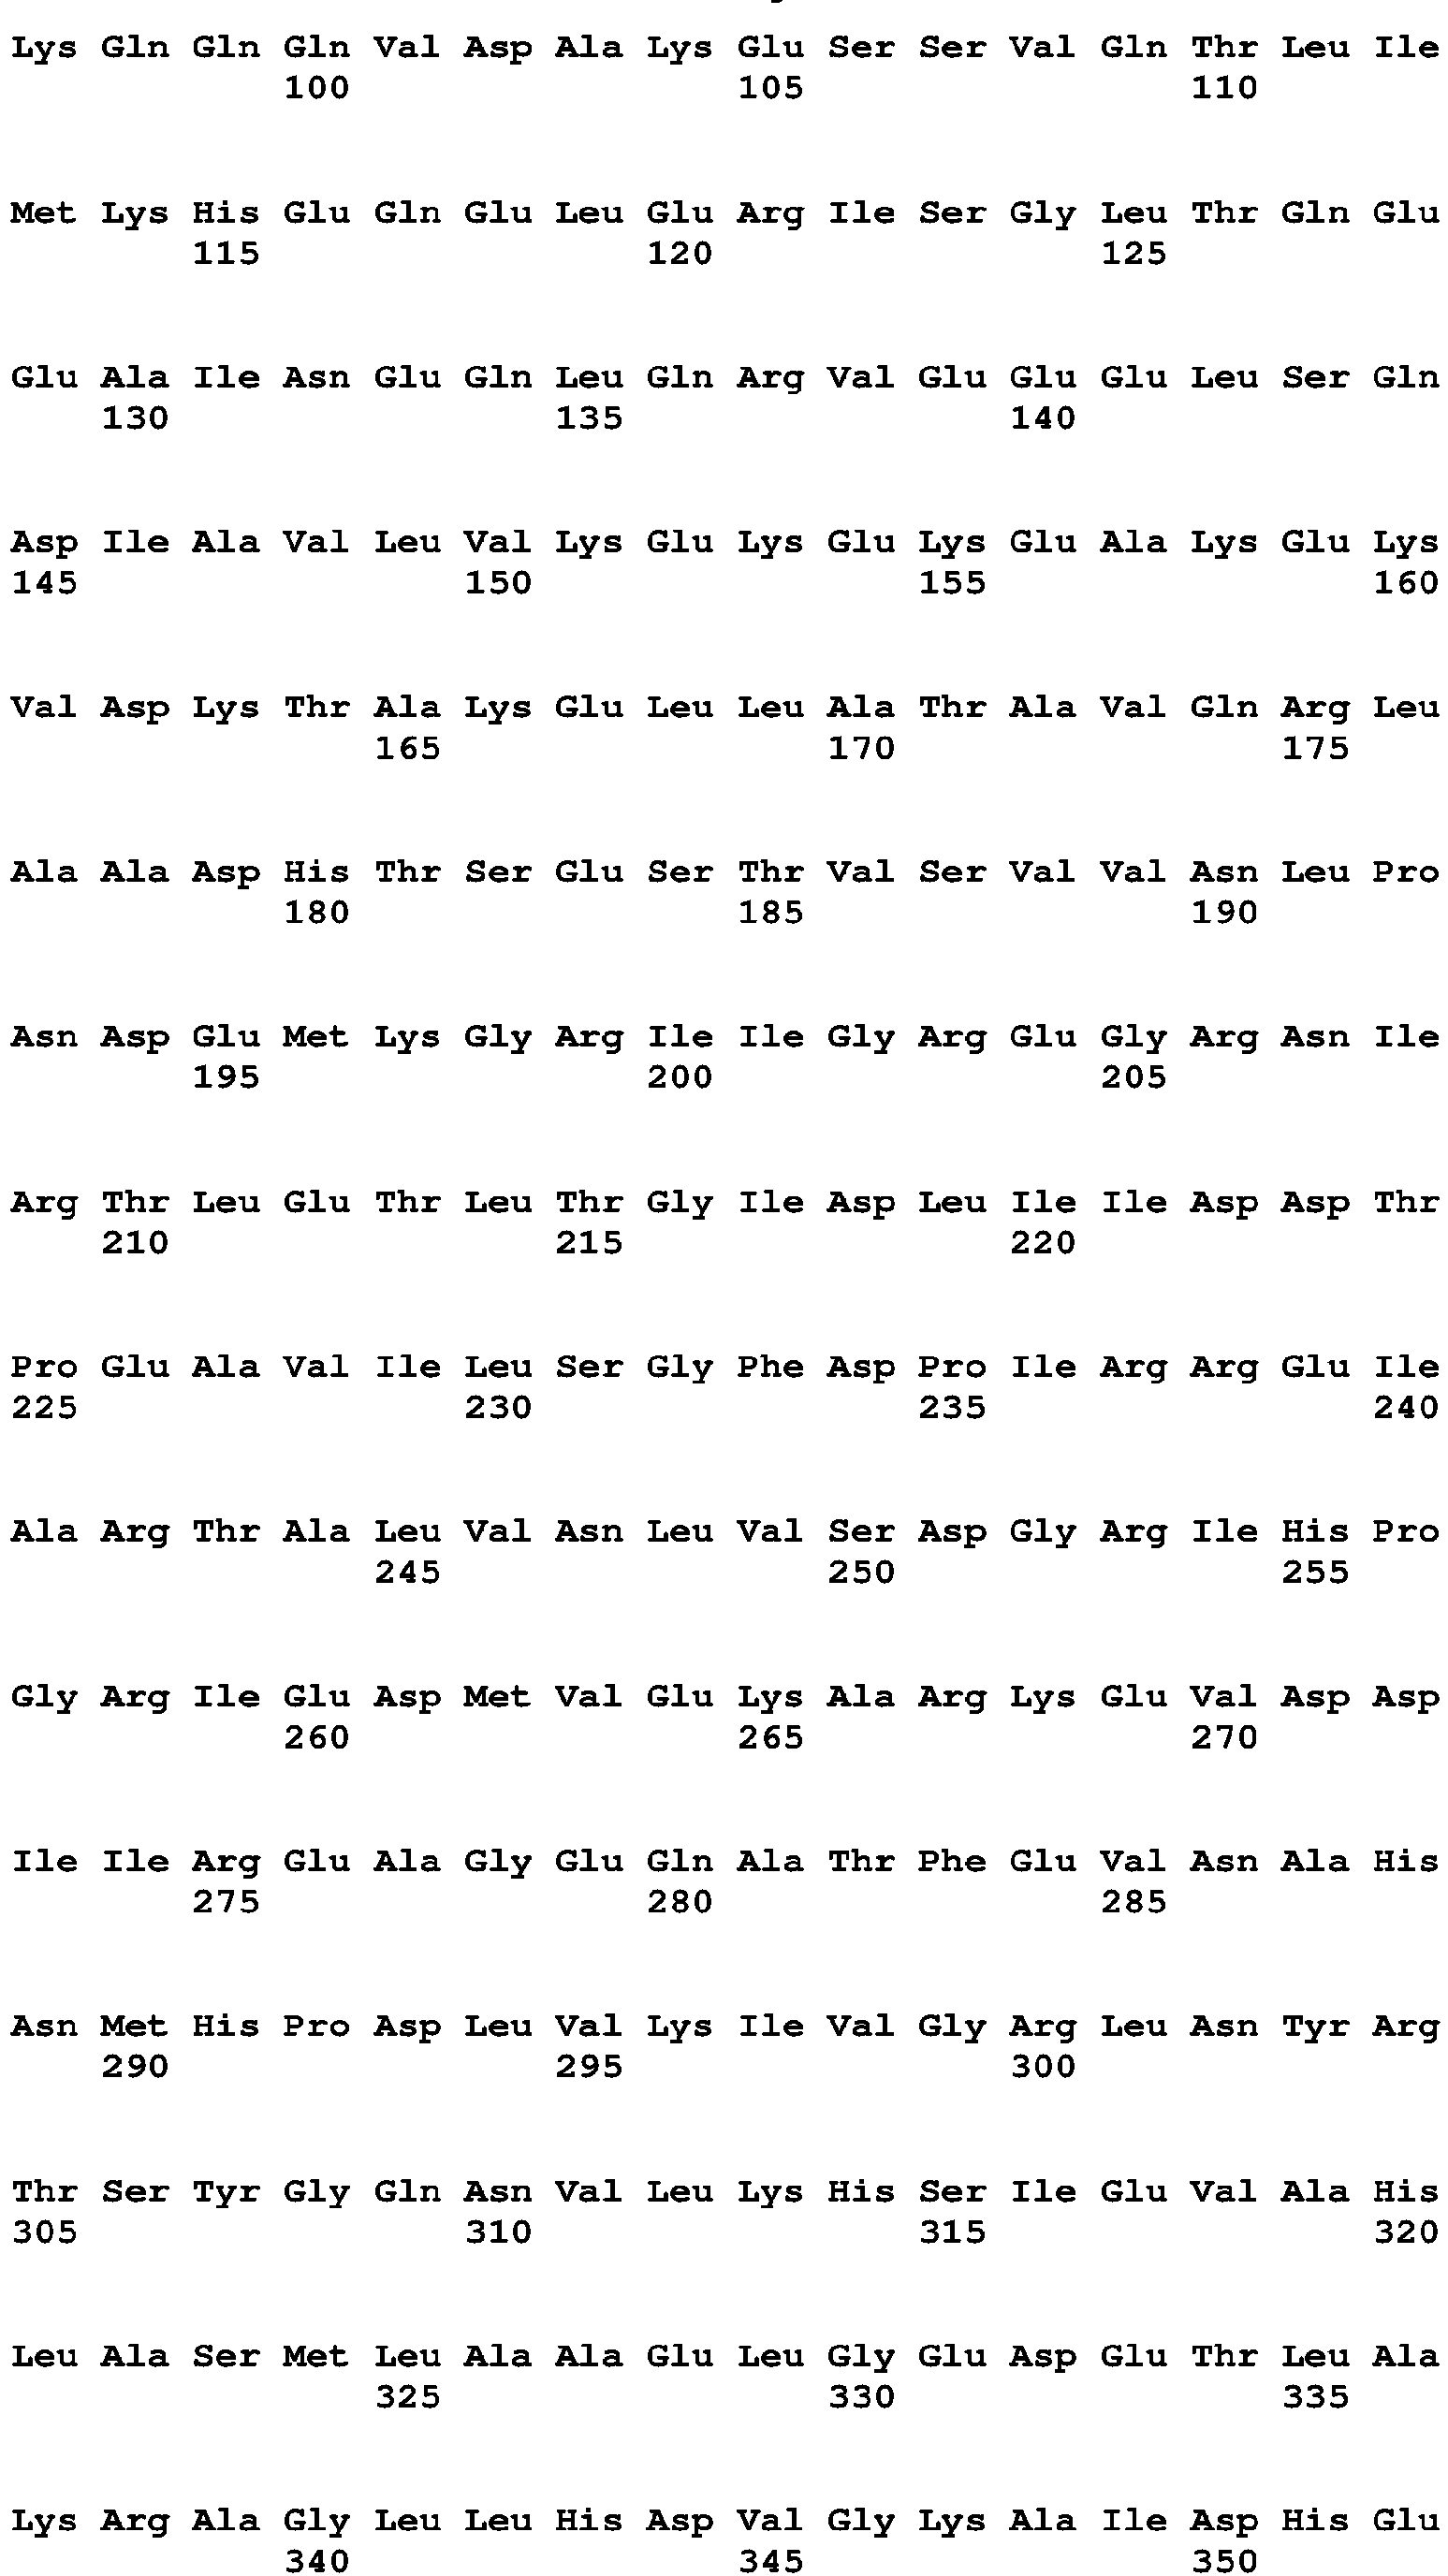 Lys Gln Gln Gln Val Asp Ala Lys Glu Ser Ser Val Gln Thr Leu Ile
100 105 110
Met Lys His Glu Gln Glu Leu Glu Arg Ile Ser Gly Leu Thr Gln Glu
115 120 125
Glu Ala Ile Asn Glu Gln Leu Gln Arg Val Glu Glu Glu Leu Ser Gln
130 135 140
Asp Ile Ala Val Leu Val Lys Glu Lys Glu Lys Glu Ala Lys Glu Lys
145 150 155 160
Val Asp Lys Thr Ala Lys Glu Leu Leu Ala Thr Ala Val Gln Arg Leu
165 170 175
Ala Ala Asp His Thr Ser Glu Ser Thr Val Ser Val Val Asn Leu Pro
180 185 190
Asn Asp Glu Met Lys Gly Arg Ile Ile Gly Arg Glu Gly Arg Asn Ile
195 200 205
Arg Thr Leu Glu Thr Leu Thr Gly Ile Asp Leu Ile Ile Asp Asp Thr
210 215 220
Pro Glu Ala Val Ile Leu Ser Gly Phe Asp Pro Ile Arg Arg Glu Ile
225 230 235 240
Ala Arg Thr Ala Leu Val Asn Leu Val Ser Asp Gly Arg Ile His Pro
245 250 255
Gly Arg Ile Glu Asp Met Val Glu Lys Ala Arg Lys Glu Val Asp Asp
260 265 270
Ile Ile Arg Glu Ala Gly Glu Gln Ala Thr Phe Glu Val Asn Ala His
275 280 285
Asn Met His Pro Asp Leu Val Lys Ile Val Gly Arg Leu Asn Tyr Arg
290 295 300
Thr Ser Tyr Gly Gln Asn Val Leu Lys His Ser Ile Glu Val Ala His
305 310 315 320
Leu Ala Ser Met Leu Ala Ala Glu Leu Gly Glu Asp Glu Thr Leu Ala
325 330 335
Lys Arg Ala Gly Leu Leu His Asp Val Gly Lys Ala Ile Asp His Glu
340 345 350